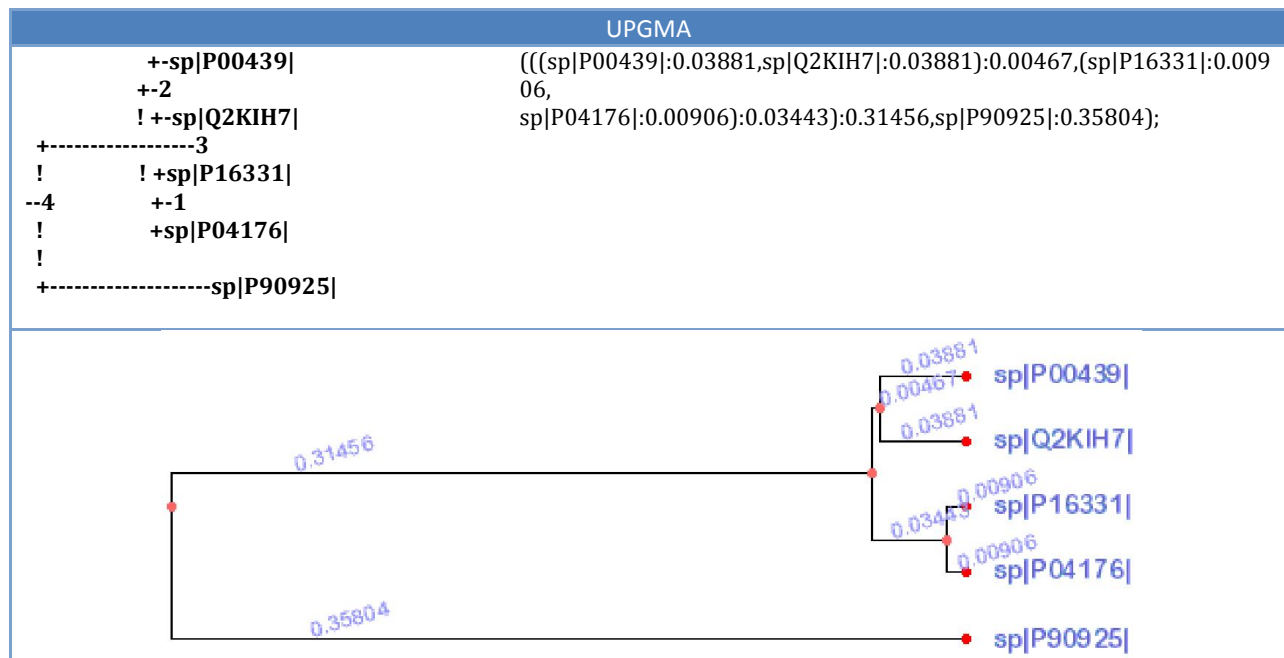 UPGMA
+-sp|P00439|
+-2
! +-sp|Q2KIH7|
+------------------3
! ! +sp|P16331|
--4 +-1
! +sp|P04176|
!
+--------------------sp|P90925|
(((sp|P00439|:0.03881,sp|Q2KIH7|:0.03881):0.00467,(sp|P16331|:0.009
06,
sp|P04176|:0.00906):0.03443):0.31456,sp|P90925|:0.35804);
0.03881
sp|P00439|
0.00467
0.03881
sp|Q2KIH7|
0.31456
0.00906
sp|P16331|
0.03443
0.00906
sp|P04176|
0.35804
sp|P90925|